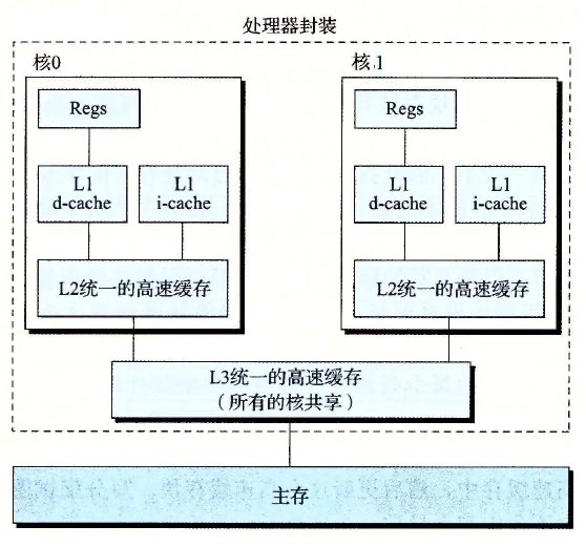 处理器封装
核0
核1
Regs
Regs
L1
d-cache
L1
i-cache
L1
d-cache
L1
i-cache
L2统一的高速缓存
L2统一的高速缓存
L3统一的高速缓存
（所有的核共享）
主存